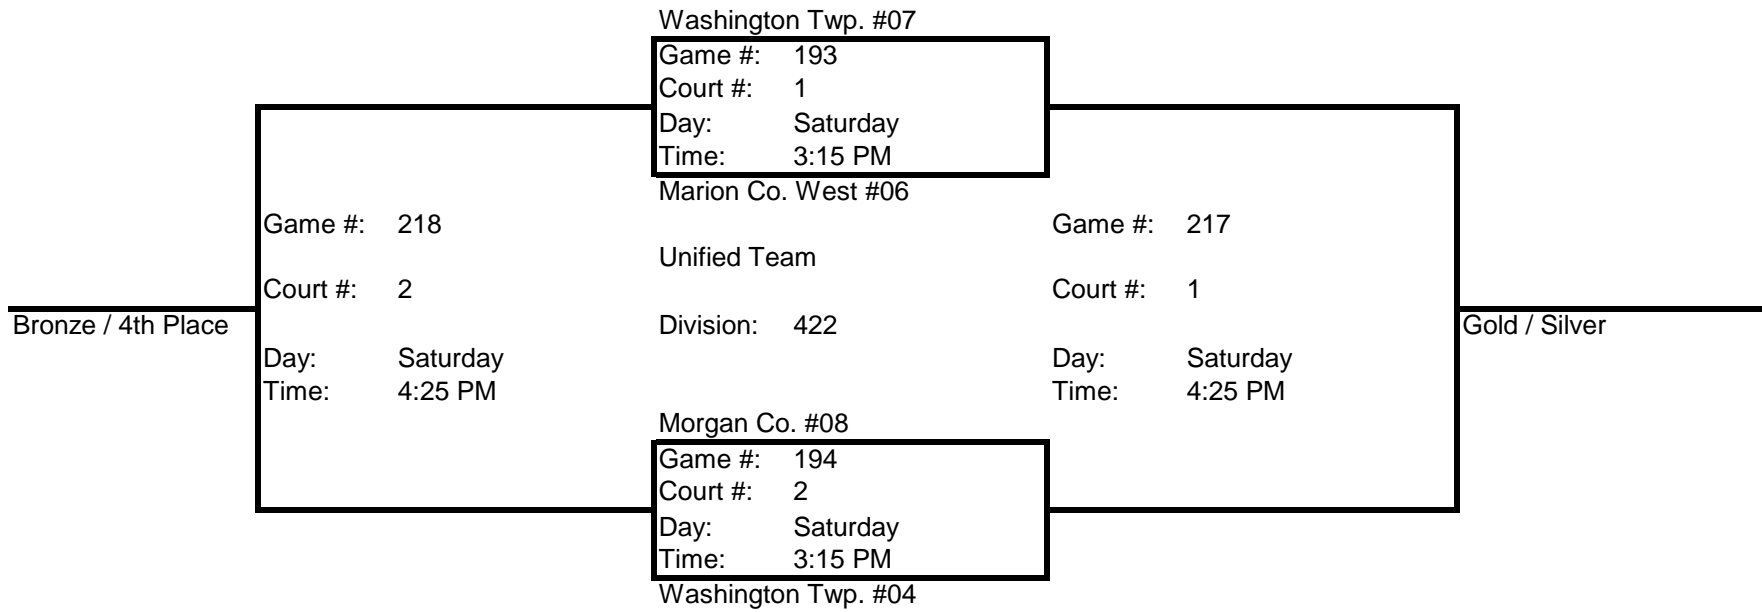 Washington Twp. #07
Game #: 193
Court #: 1
Day: Saturday
Time: 3:15 PM
Marion Co. West #06
Game #: 218
Court #: 2
Bronze / 4th Place
Day: Saturday
Time: 4:25 PM
Unified Team
Division: 422
Game #: 217
Court #: 1
Gold / Silver
Day: Saturday
Time: 4:25 PM
Morgan Co. #08
Game #: 194
Court #: 2
Day: Saturday
Time: 3:15 PM
Washington Twp. #04